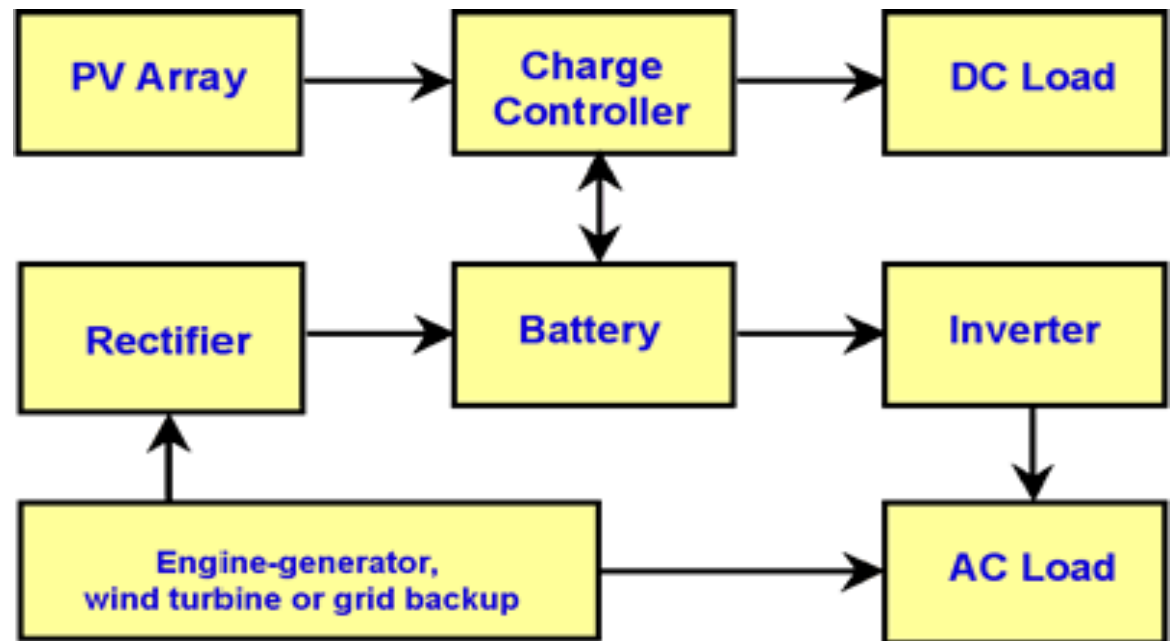 PV Array
Charge
Controller
DC Load
Rectifier
Battery
Inverter
Engine-generator,
wind turbine or grid backup
AC Load